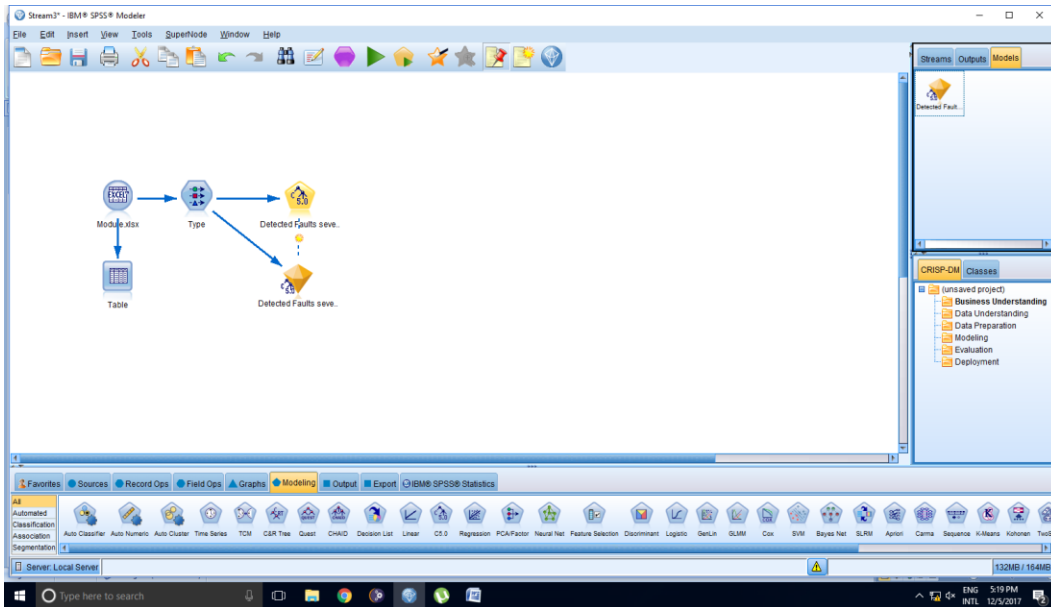 Stream3* - IBM® SPSS® Modeler
File Edit Insert View Tools SuperNode Window Help
Streams Outputs Models
Detected Fault...
EXCEL
Module.xlsx
Type
C 5.0
Detected Faults seve..
Table
Detected Faults seve..
CRISP-DM Classes
(unsaved project)
Business Understanding
Data Understanding
Data Preparation
Modeling
Evaluation
Deployment
Favorites Sources Record Ops Field Ops Graphs Modeling Output Export IBM® SPSS® Statistics
All
Automated
Classification
Association
Segmentation
Auto Classifier Auto Numeric Auto Cluster Time Series TCM C&R Tree Quest CHAID Decision List Linear C5.0 Regression PCA/Factor Neural Net Feature Selection Discriminant Logistic GenLin GLMM Cox SVM Bayes Net SLRM Apriori Carma Sequence K-Means Kohonen TwoS
Server: Local Server
132MB / 164MB
Type here to search
ENG
INTL
5:19 PM
12/5/2017